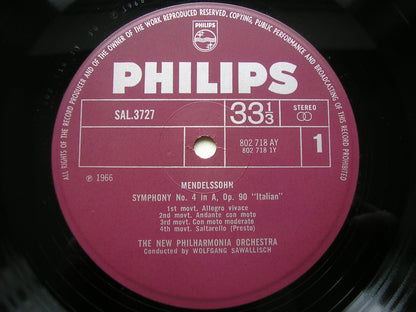 ALL RIGHTS OF THE RECORD PRODUCER AND OF THE OWNER OF THE WORK REPRODUCED RESERVED. COPYING, PUBLIC PERFORMANCE AND BROADCASTING OF THIS RECORD PROHIBITED
PHILIPS
PHILIPS
SAL.3727
33 1/3
STEREO
802 718 AY
802 718 1Y
1
℗ 1966
MENDELSSOHN
SYMPHONY No. 4 in A, Op. 90 "Italian"
1st movt. Allegro vivace
2nd movt. Andante con moto
3rd movt. Con moto moderato
4th movt. Saltarello (Presto)
THE NEW PHILHARMONIA ORCHESTRA
Conducted by WOLFGANG SAWALLISCH